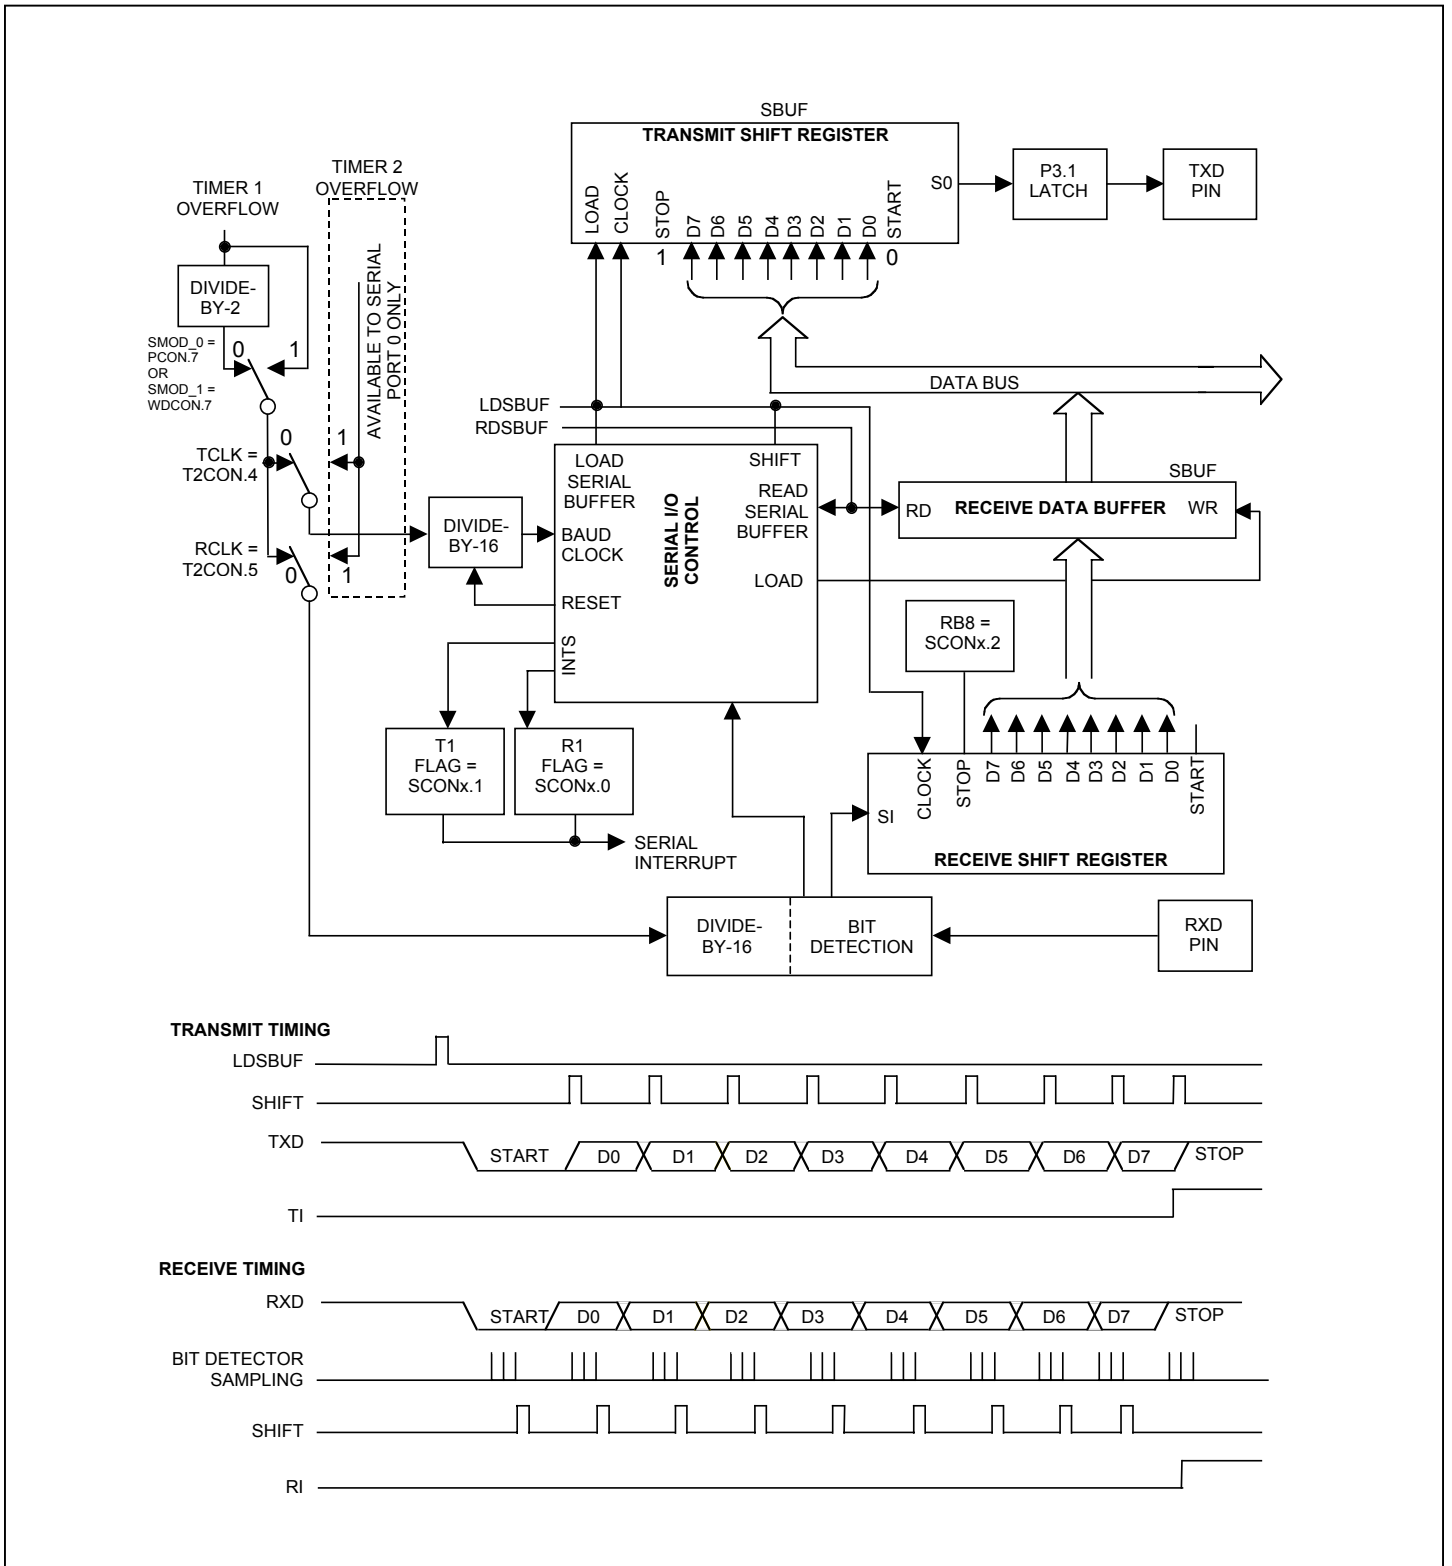 SBUF
TRANSMIT SHIFT REGISTER
LOAD
CLOCK
STOP
D7
D6
D5
D4
D3
D2
D1
D0
START
S0
1
0
P3.1
LATCH
TXD
PIN
TIMER 1
OVERFLOW
TIMER 2
OVERFLOW
DIVIDE-
BY-2
AVAILABLE TO SERIAL
PORT 0 ONLY
SMOD_0 =
PCON.7
OR
SMOD_1 =
WDCON.7
0
1
TCLK =
T2CON.4
0
1
RCLK =
T2CON.5
0
1
DATA BUS
LDSBUF
RDSBUF
LOAD
SERIAL
BUFFER
SHIFT
READ
SERIAL
BUFFER
SERIAL I/O
CONTROL
BAUD
CLOCK
LOAD
RESET
INTS
DIVIDE-
BY-16
SBUF
RD
RECEIVE DATA BUFFER
WR
RB8 =
SCONx.2
T1
FLAG =
SCONx.1
R1
FLAG =
SCONx.0
SERIAL
INTERRUPT
SI
CLOCK
STOP
D7
D6
D5
D4
D3
D2
D1
D0
START
RECEIVE SHIFT REGISTER
DIVIDE-
BY-16
BIT
DETECTION
RXD
PIN
TRANSMIT TIMING
LDSBUF
SHIFT
TXD
START
D0
D1
D2
D3
D4
D5
D6
D7
STOP
TI
RECEIVE TIMING
RXD
START
D0
D1
D2
D3
D4
D5
D6
D7
STOP
BIT DETECTOR
SAMPLING
SHIFT
RI